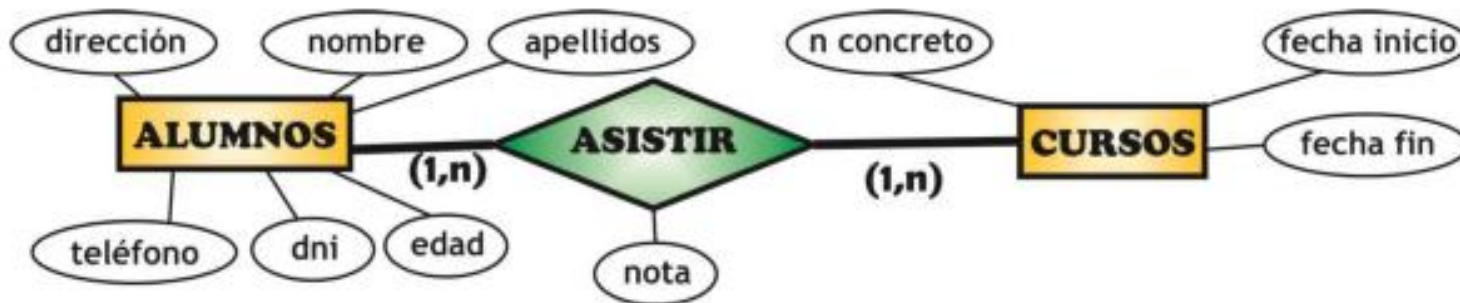 dirección
nombre
apellidos
n concreto
fecha inicio
ALUMNOS
ASISTIR
CURSOS
fecha fin
(1,n)
(1,n)
teléfono
dni
edad
nota